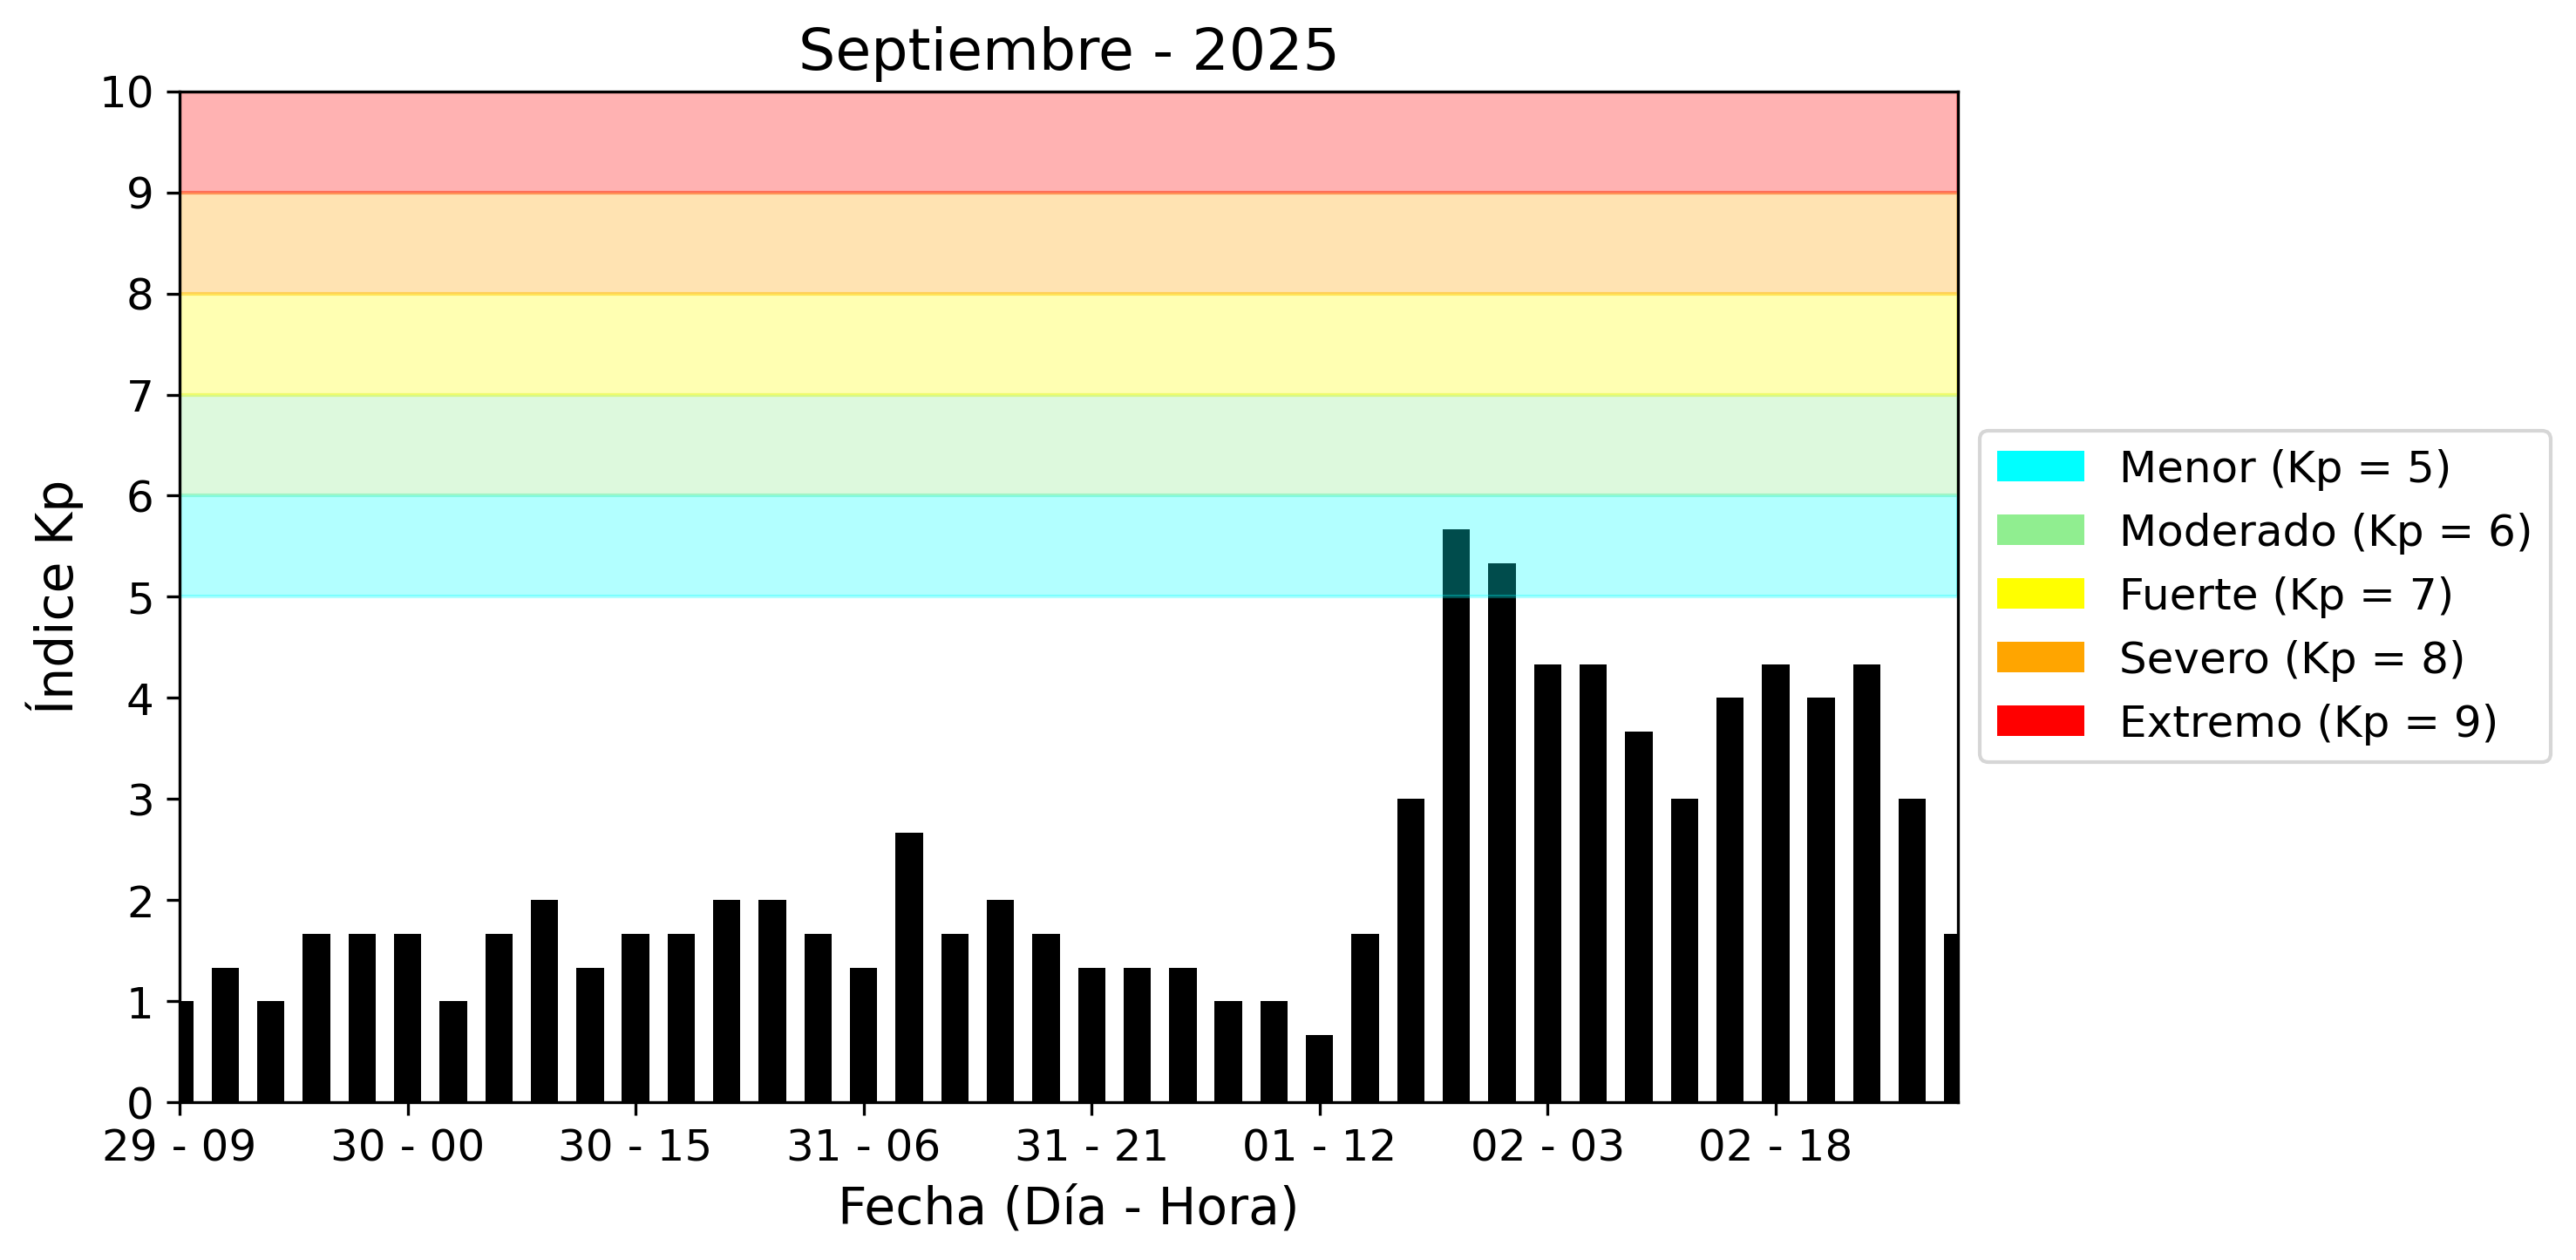 Septiembre - 2025
10
9
8
7
6
5
4
3
2
1
0
Índice Kp
29 - 09 30 - 00 30 - 15 31 - 06 31 - 21 01 - 12 02 - 03 02 - 18
Fecha (Día - Hora)
Menor (Kp = 5)
Moderado (Kp = 6)
Fuerte (Kp = 7)
Severo (Kp = 8)
Extremo (Kp = 9)